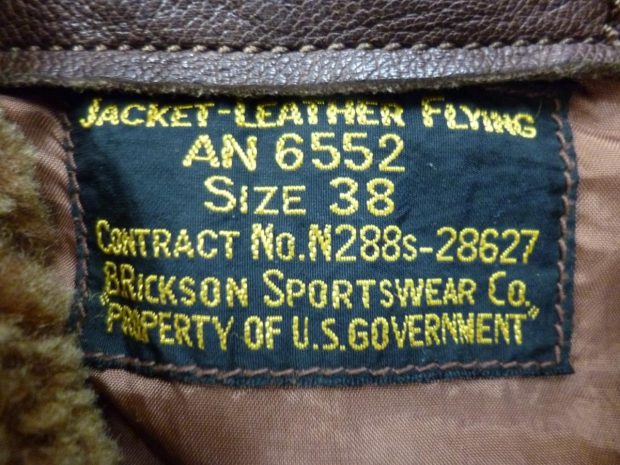 JACKET-LEATHER FLYING
AN 6552
SIZE 38
CONTRACT NO.N288S-28627
BRICKSON SPORTSWEAR CO.
"PROPERTY OF U.S.GOVERNMENT"